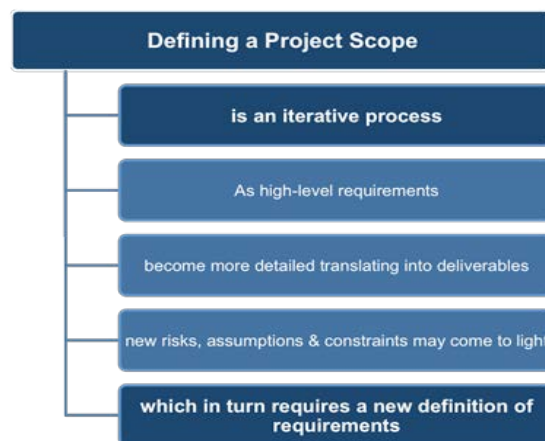 Defining a Project Scope
is an iterative process
As high-level requirements
become more detailed translating into deliverables
new risks, assumptions & constraints may come to light
which in turn requires a new definition of
requirements